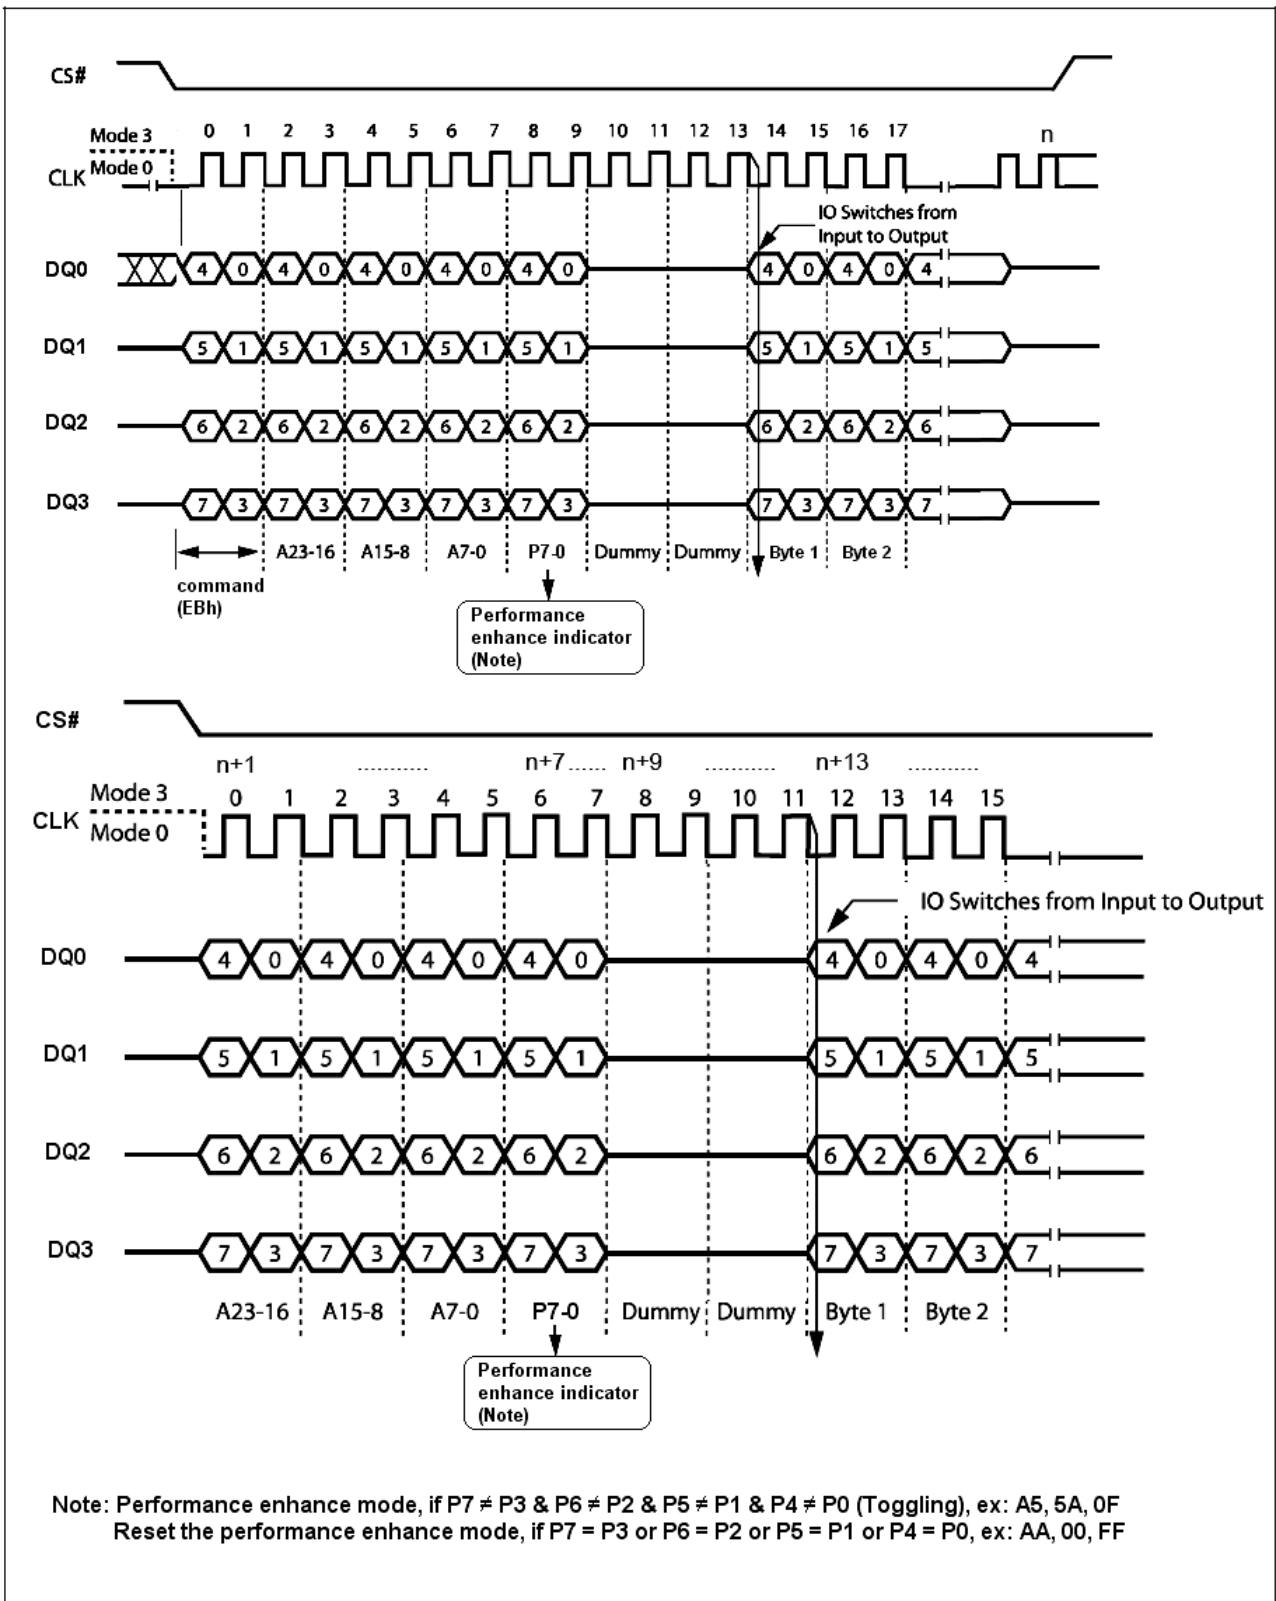 CS#
Mode 3
0 1 2 3 4 5 6 7 8 9 10 11 12 13 14 15 16 17 n
CLK Mode 0
IO Switches from
Input to Output
DQ0 4 0 4 0 4 0 4 0 4 0 4 0 4 0 4
DQ1 5 1 5 1 5 1 5 1 5 1 5 1 5 1 5
DQ2 6 2 6 2 6 2 6 2 6 2 6 2 6 2 6
DQ3 7 3 7 3 7 3 7 3 7 3 7 3 7 3 7
A23-16 A15-8 A7-0 P7-0 Dummy Dummy Byte 1 Byte 2
command
(EBh)
Performance
enhance indicator
(Note)
CS#
n+1 ............ n+7 ...... n+9 ............ n+13 ............
Mode 3 0 1 2 3 4 5 6 7 8 9 10 11 12 13 14 15
CLK Mode 0
IO Switches from Input to Output
DQ0 4 0 4 0 4 0 4 0 4 0 4 0 4
DQ1 5 1 5 1 5 1 5 1 5 1 5 1 5
DQ2 6 2 6 2 6 2 6 2 6 2 6 2 6
DQ3 7 3 7 3 7 3 7 3 7 3 7 3 7
A23-16 A15-8 A7-0 P7-0 Dummy Dummy Byte 1 Byte 2
Performance
enhance indicator
(Note)
Note: Performance enhance mode, if P7 ≠ P3 & P6 ≠ P2 & P5 ≠ P1 & P4 ≠ P0 (Toggling), ex: A5, 5A, 0F
Reset the performance enhance mode, if P7 = P3 or P6 = P2 or P5 = P1 or P4 = P0, ex: AA, 00, FF